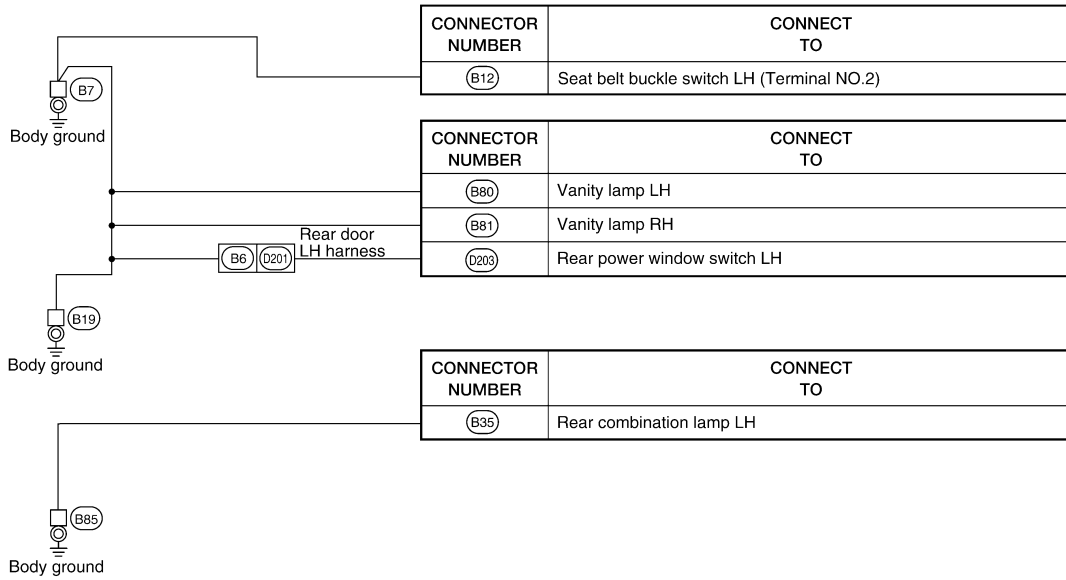 CONNECTOR NUMBER
CONNECT TO
B12
Seat belt buckle switch LH (Terminal NO.2)
B7
Body ground
CONNECTOR NUMBER
CONNECT TO
B80
Vanity lamp LH
B81
Vanity lamp RH
Rear door
LH harness
B6
D201
D203
Rear power window switch LH
B19
Body ground
CONNECTOR NUMBER
CONNECT TO
B35
Rear combination lamp LH
B85
Body ground